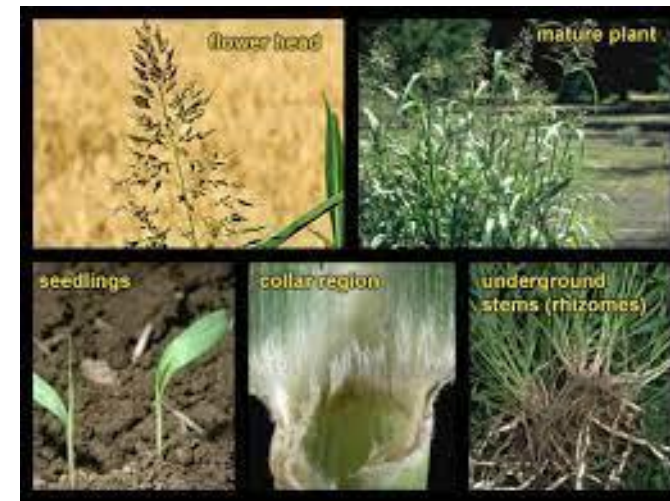 flower head
mature plant
seedlings
collar region
underground
stems (rhizomes)